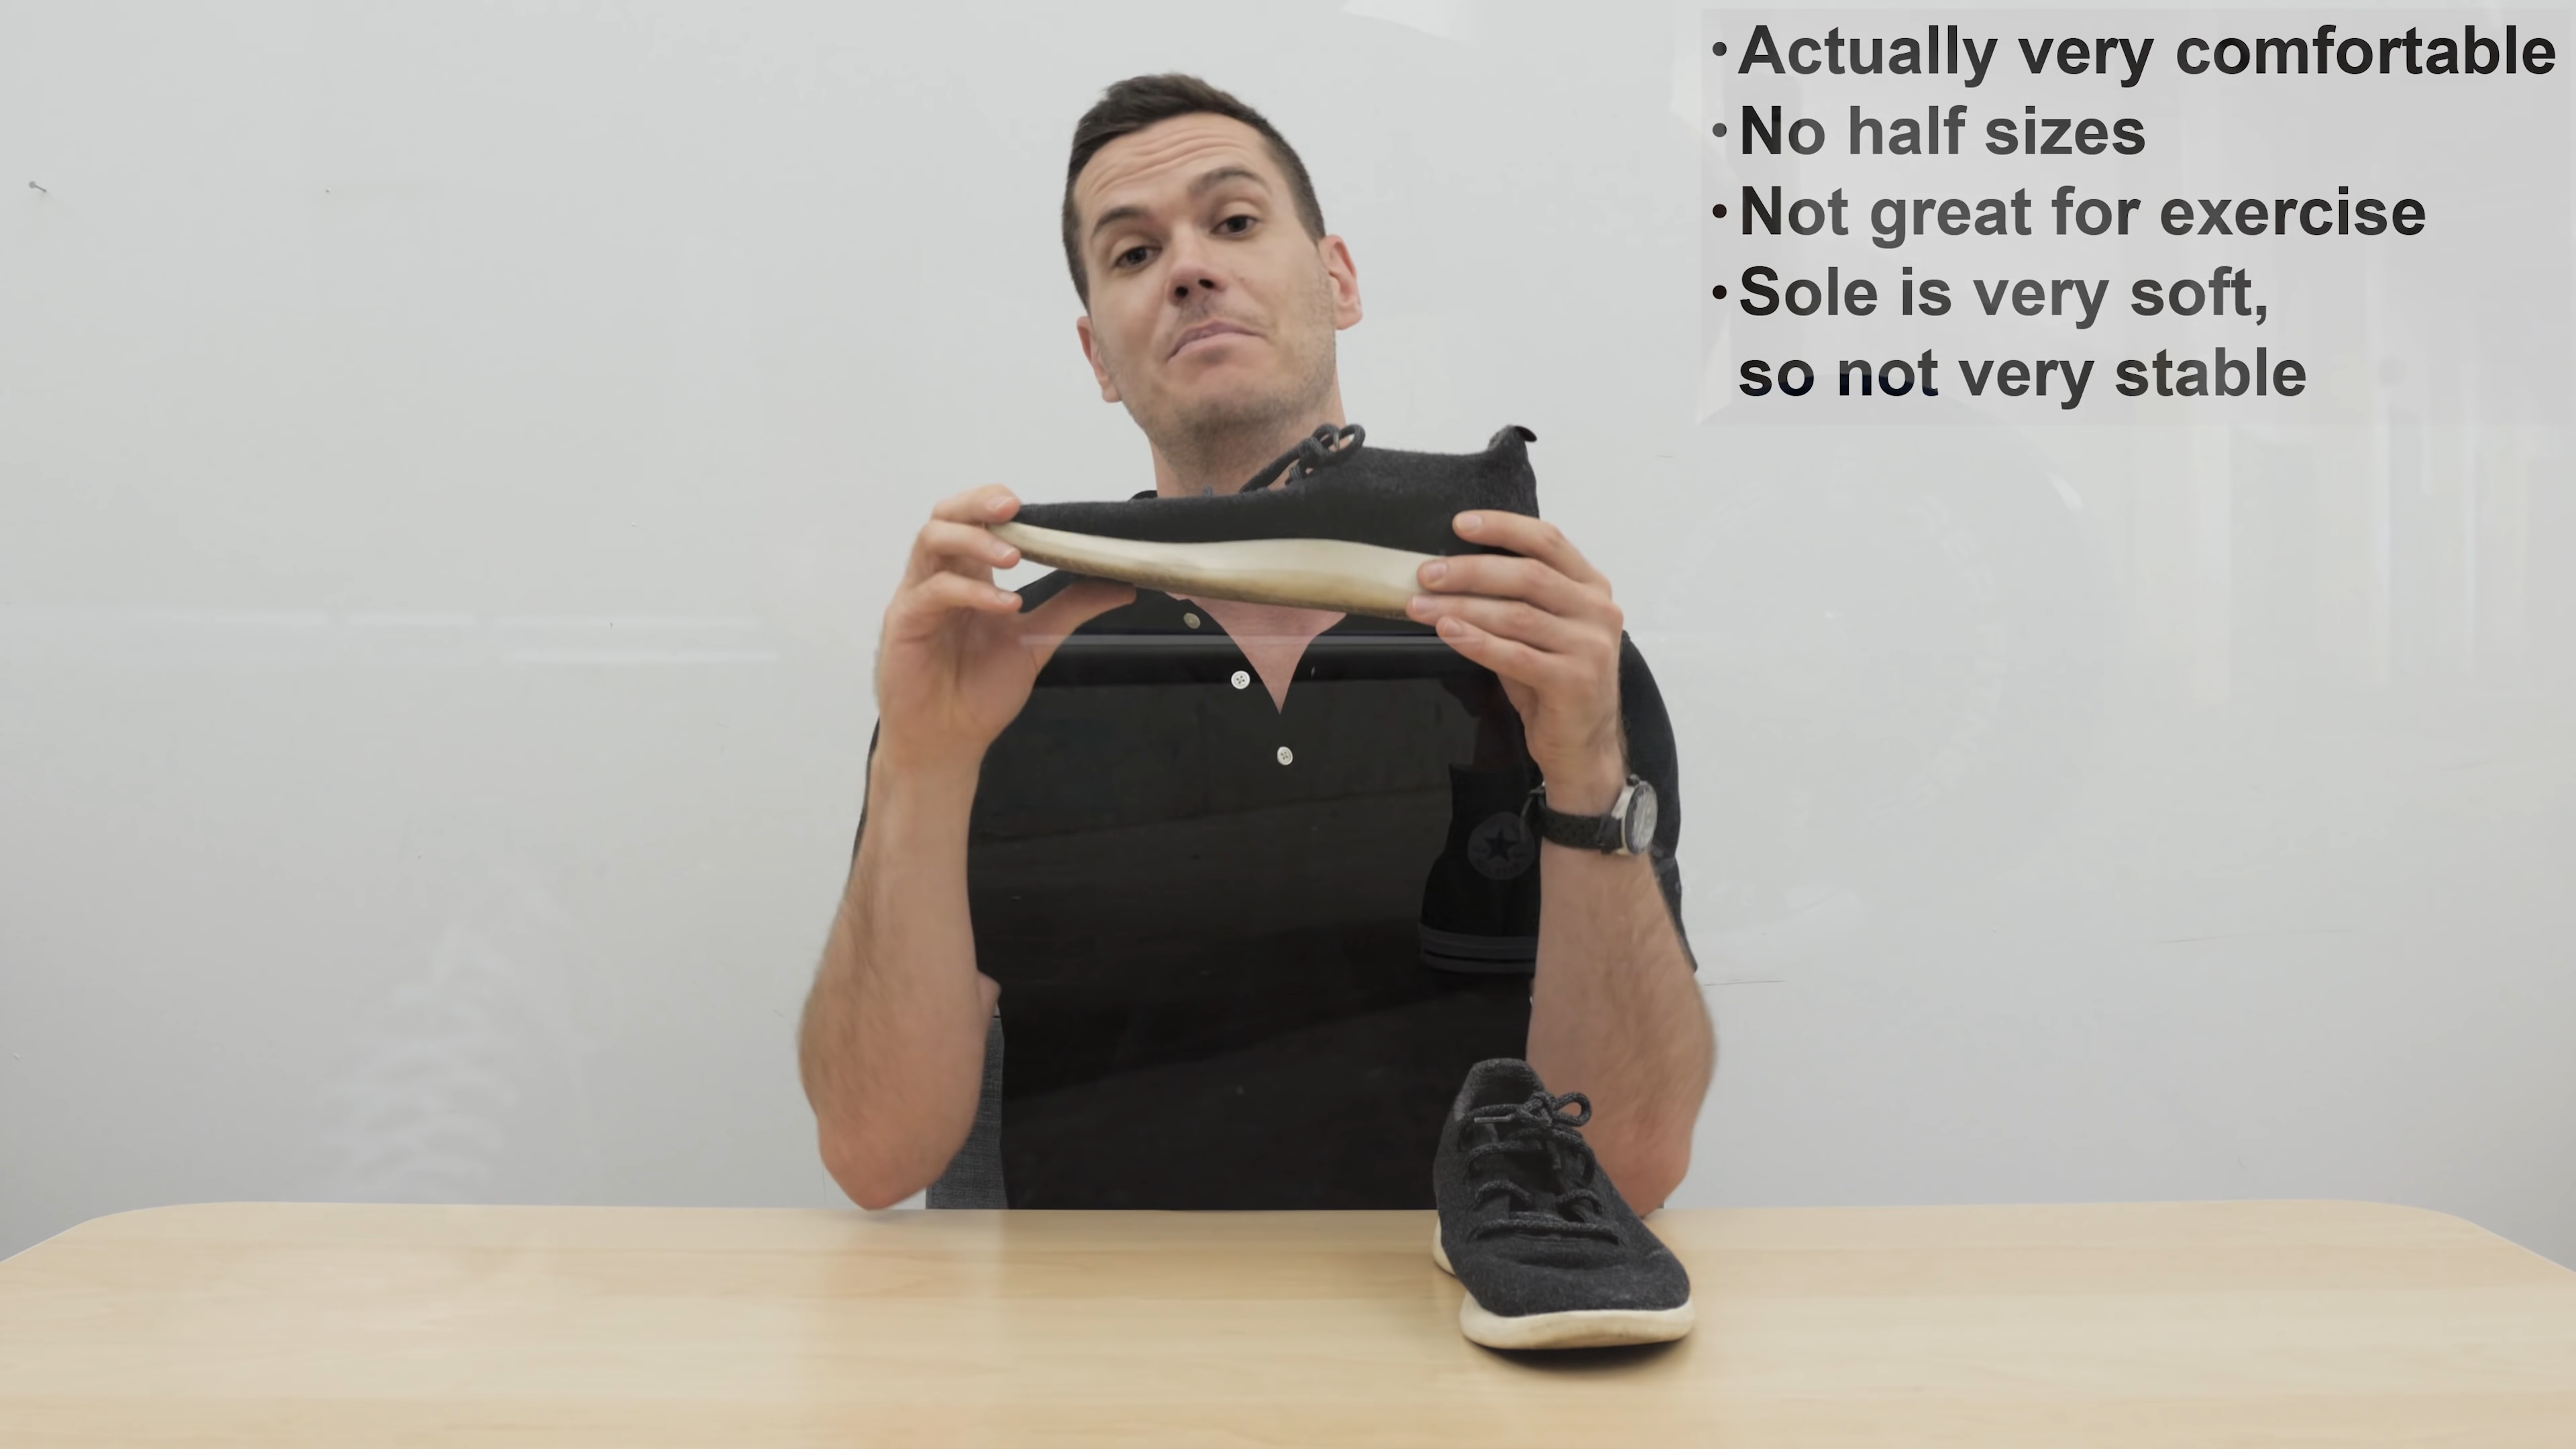 • Actually very comfortable
• No half sizes
• Not great for exercise
• Sole is very soft,
so not very stable